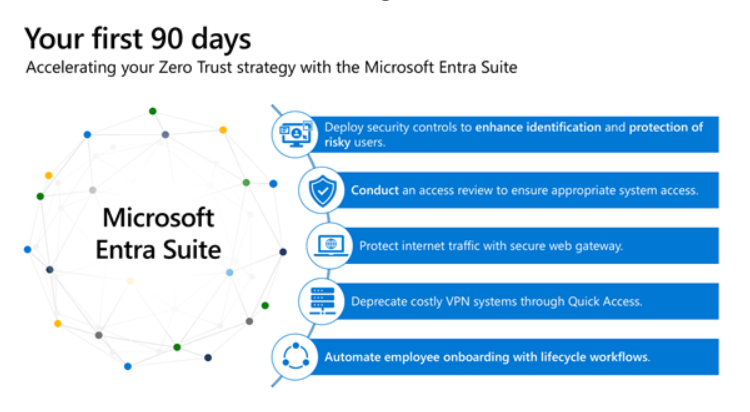 Your first 90 days
Accelerating your Zero Trust strategy with the Microsoft Entra Suite
Microsoft
Entra Suite
Deploy security controls to enhance identification and protection of
risky users.
Conduct an access review to ensure appropriate system access.
Protect internet traffic with secure web gateway.
Deprecate costly VPN systems through Quick Access.
Automate employee onboarding with lifecycle workflows.